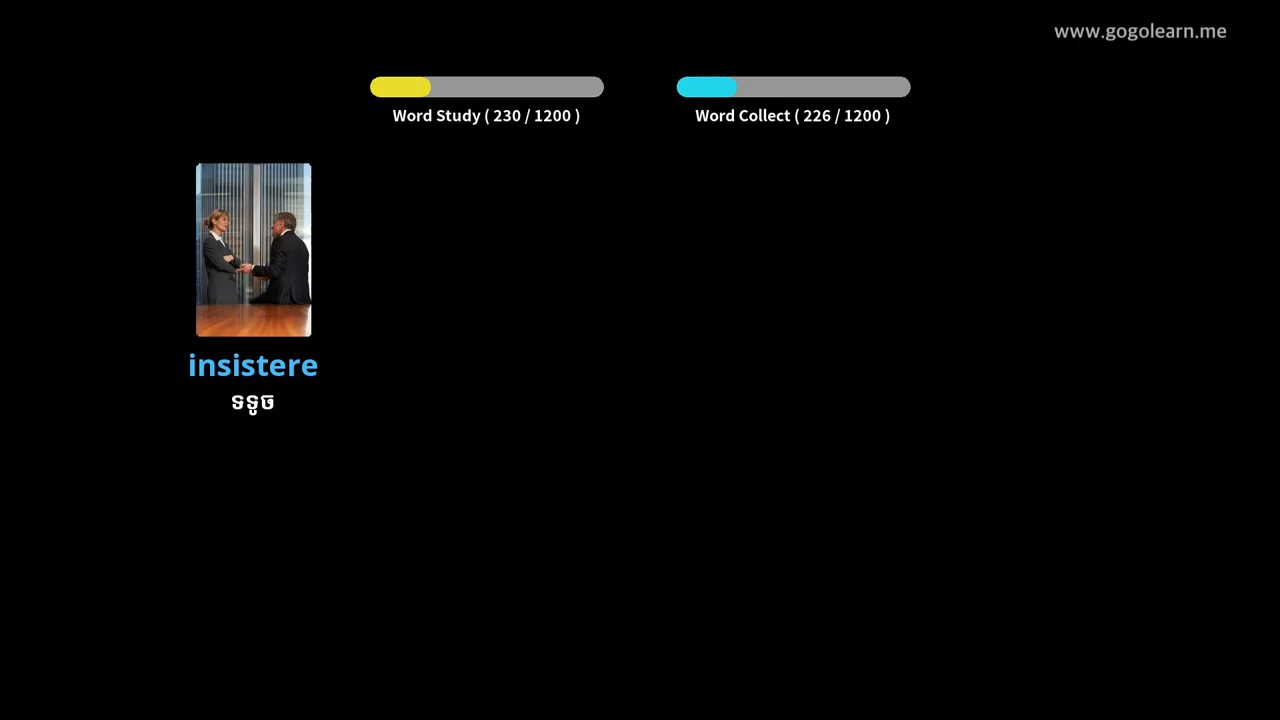 www.gogolearn.me
Word Study ( 230 / 1200 )
Word Collect ( 226 / 1200 )
insistere
ទទូច